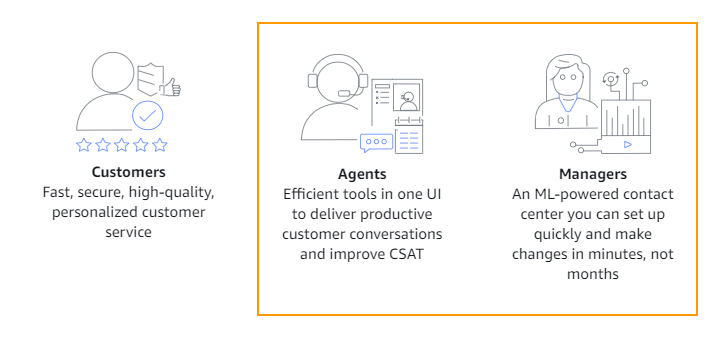 Customers
Fast, secure, high-quality,
personalized customer
service
Agents
Efficient tools in one UI
to deliver productive
customer conversations
and improve CSAT
Managers
An ML-powered contact
center you can set up
quickly and make
changes in minutes, not
months